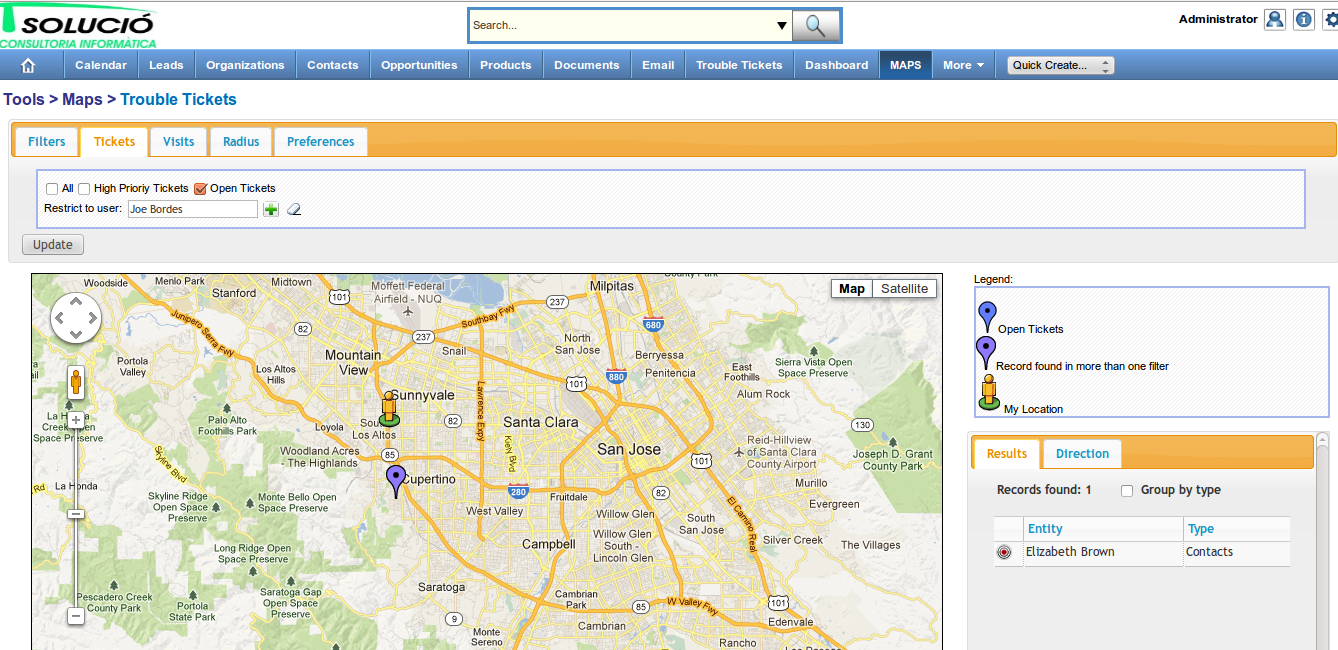 SOLUCIÓ
CONSULTORIA INFORMÀTICA
Search...
Administrator
Calendar Leads Organizations Contacts Opportunities Products Documents Email Trouble Tickets Dashboard MAPS More Quick Create...
Tools > Maps > Trouble Tickets
Filters Tickets Visits Radius Preferences
All High Prioriy Tickets Open Tickets
Restrict to user: Joe Bordes
Update
Map Satellite
Woodside
Menlo Park
Midtown
Stanford
101
Moffett Federal
Airfield - NUQ
237
Milpitas
Junipero Serra Fwy
82
Southbay Fwy
237
680
Portola
Valley
Mountain
View
Snail
North
San Jose
Berryessa
Los Altos
Hills
880
101
Penitencia
East
Foothills
Sierra Vista Open
Space Preserve
Alum Rock
Sunnyvale
Lawrence Expy
Palo Alto
Foothills Park
Loyola
Los Altos
82
Santa Clara
130
Woodland Acres
- The Highlands
85
Kiely Blvd
San Jose
101
Reid-Hillview
of Santa Clara
County Airport
Joseph D. Grant
County Park
Skyline Blvd
Rd
La Honda
Cupertino
280
Fruitdale
82
Murillo
Evergreen
Skyline Ridge
Open Space
Preserve
Monte Bello Open
Space Preserve
West Valley
Willow Glen
South
San Jose
El Camino Real
Campbell
Willow Glen
South -
Lincoln Glen
Silver Creek
The Villages
Long Ridge Open
Space Preserve
Saratoga
Pescadero Creek
County Park
Portola
State Park
Saratoga Gap
Open Space
Preserve
Cambrian
Park
85
W Valley Fwy
101
Edenvale
9
Monte
Sereno
Cambrian
Rancho
Legend:
Open Tickets
Record found in more than one filter
My Location
Results Direction
Records found: 1 Group by type
Entity Type
Elizabeth Brown Contacts